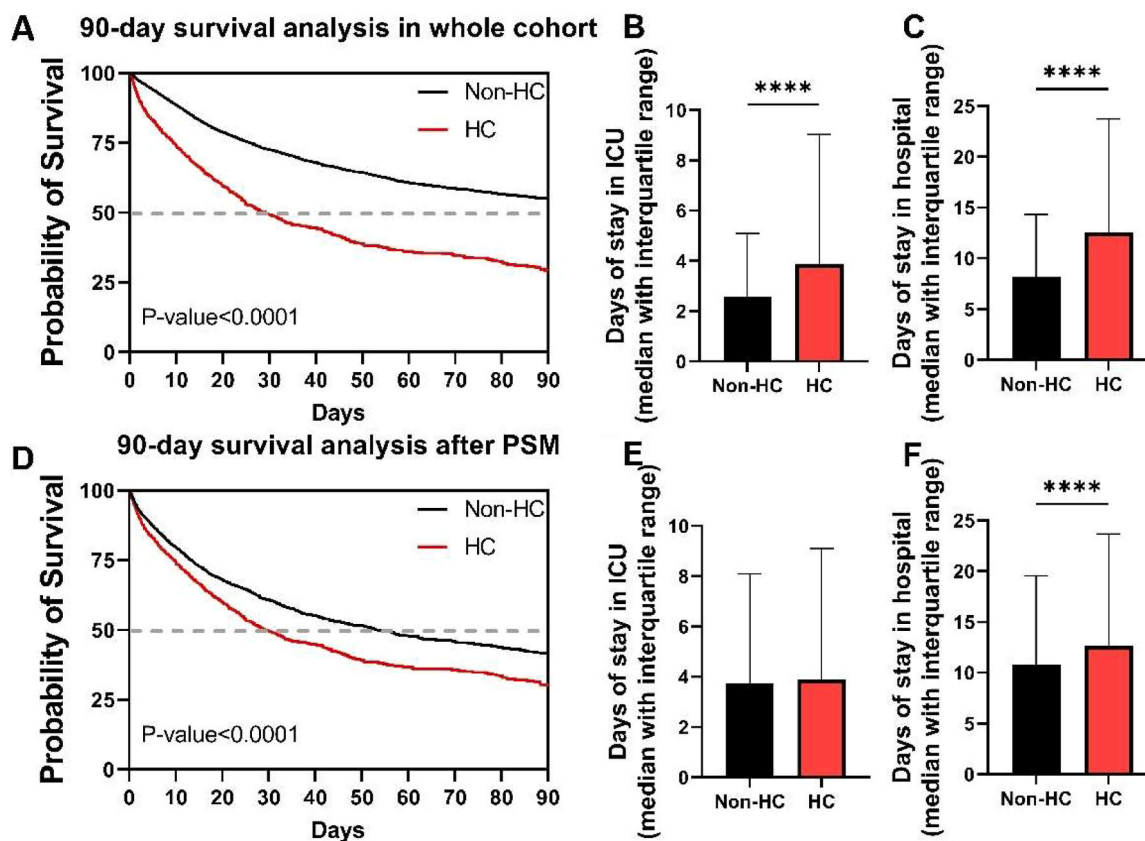 A
90-day survival analysis in whole cohort
Probability of Survival
100
75
50
25
0
Non-HC
HC
P-value<0.0001
0 10 20 30 40 50 60 70 80 90
Days
B
Days of stay in ICU
(median with interquartile range)
10
8
6
4
2
0
****
Non-HC HC
C
Days of stay in hospital
(median with interquartile range)
25
20
15
10
5
0
****
Non-HC HC
D
90-day survival analysis after PSM
Probability of Survival
100
75
50
25
0
Non-HC
HC
P-value<0.0001
0 10 20 30 40 50 60 70 80 90
Days
E
Days of stay in ICU
(median with interquartile range)
10
8
6
4
2
0
Non-HC HC
F
Days of stay in hospital
(median with interquartile range)
25
20
15
10
5
0
****
Non-HC HC